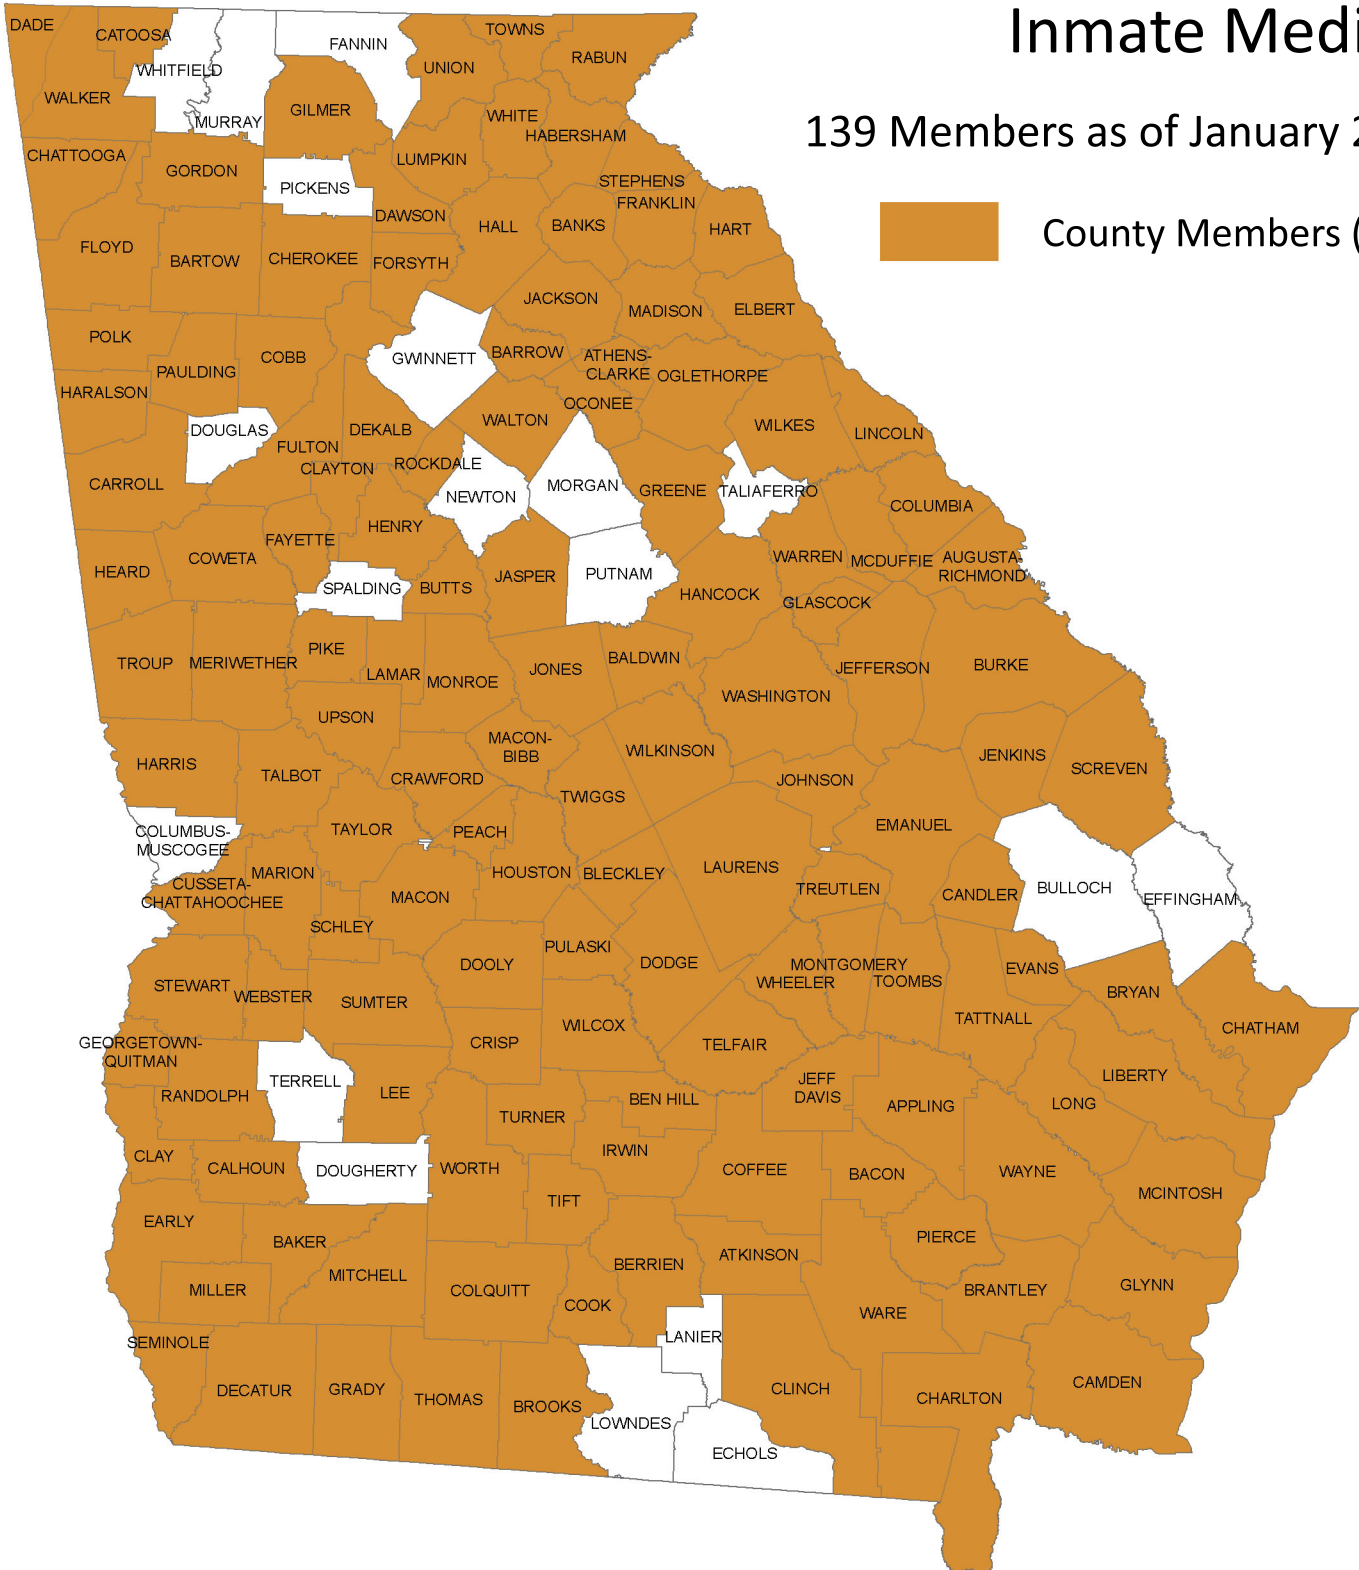 Inmate Medi
139 Members as of January 2
County Members (
DADE
CATOOSA
WHITFIELD
FANNIN
TOWNS
UNION
RABUN
WALKER
MURRAY
GILMER
WHITE
HABERSHAM
CHATTOOGA
GORDON
LUMPKIN
PICKENS
STEPHENS
FRANKLIN
DAWSON
HALL
BANKS
HART
FLOYD
BARTOW
CHEROKEE
FORSYTH
JACKSON
MADISON
ELBERT
POLK
PAULDING
COBB
GWINNETT
BARROW
ATHENS-
CLARKE
OGLETHORPE
HARALSON
OCONEE
DOUGLAS
FULTON
DEKALB
WALTON
WILKES
LINCOLN
CARROLL
CLAYTON
ROCKDALE
NEWTON
MORGAN
GREENE
TALIAFERRO
COLUMBIA
HEARD
COWETA
FAYETTE
HENRY
SPALDING
BUTTS
JASPER
PUTNAM
HANCOCK
WARREN
MCDUFFIE
AUGUSTA-
RICHMOND
GLASCOCK
TROUP
MERIWETHER
PIKE
LAMAR
MONROE
JONES
BALDWIN
WASHINGTON
JEFFERSON
BURKE
UPSON
HARRIS
TALBOT
CRAWFORD
MACON-
BIBB
WILKINSON
JOHNSON
JENKINS
SCREVEN
TWIGGS
COLUMBUS-
MUSCOGEE
TAYLOR
PEACH
EMANUEL
CUSSETA-
CHATTAHOOCHEE
MARION
SCHLEY
MACON
HOUSTON
BLECKLEY
LAURENS
TREUTLEN
CANDLER
BULLOCH
EFFINGHAM
STEWART
WEBSTER
SUMTER
DOOLY
PULASKI
DODGE
WHEELER
MONTGOMERY
TOOMBS
EVANS
TATTNALL
BRYAN
CHATHAM
GEORGETOWN-
QUITMAN
RANDOLPH
TERRELL
LEE
CRISP
WILCOX
TELFAIR
LIBERTY
TURNER
BEN HILL
JEFF
DAVIS
APPLING
LONG
CLAY
CALHOUN
DOUGHERTY
WORTH
IRWIN
COFFEE
BACON
WAYNE
MCINTOSH
EARLY
BAKER
TIFT
MITCHELL
BERRIEN
ATKINSON
PIERCE
MILLER
COLQUITT
COOK
WARE
BRANTLEY
GLYNN
SEMINOLE
DECATUR
GRADY
THOMAS
BROOKS
LANIER
LOWNDES
ECHOLS
CLINCH
CHARLTON
CAMDEN